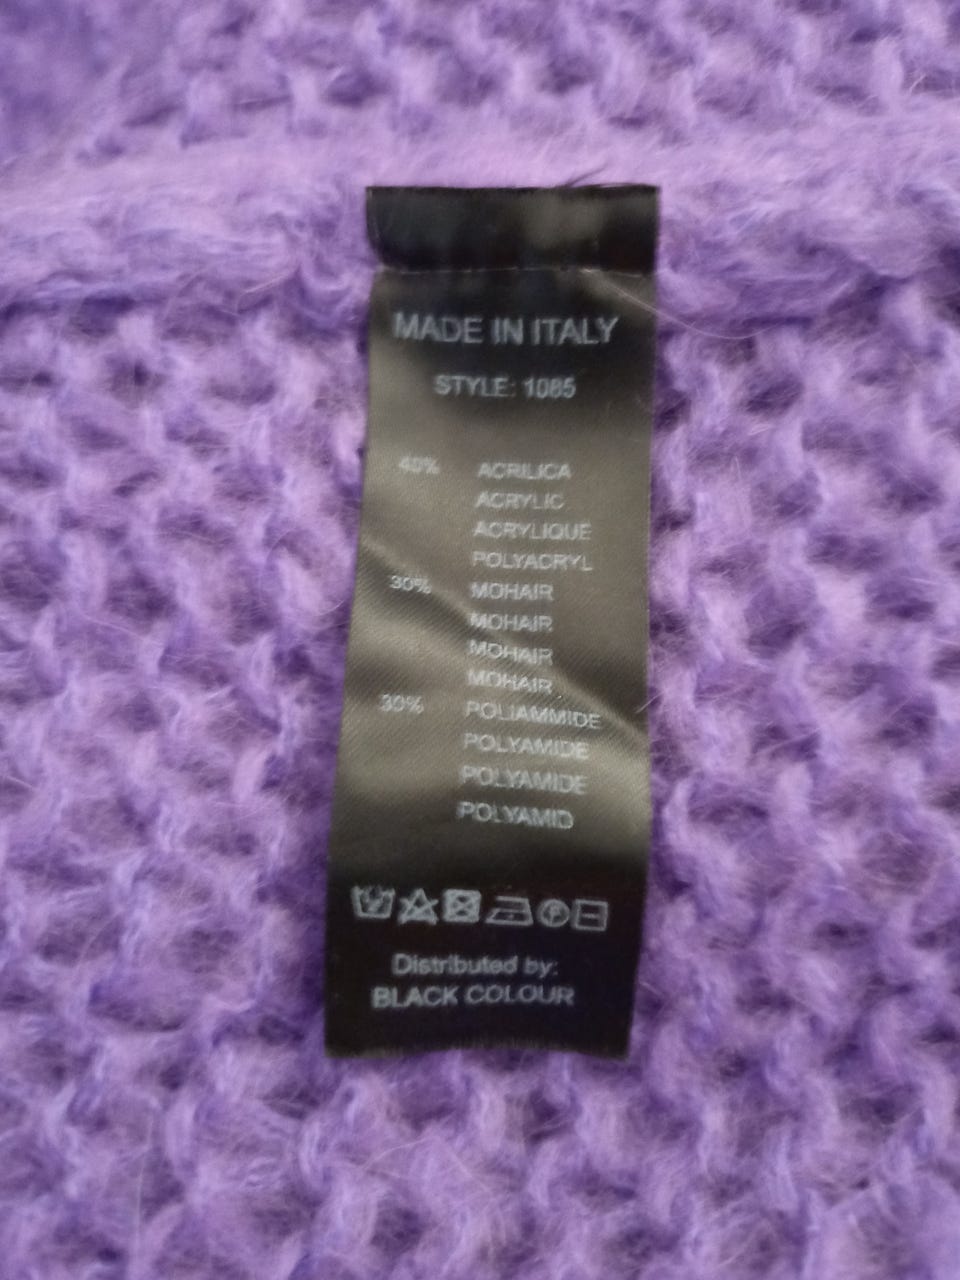 MADE IN ITALY
STYLE: 1085
40% ACRILICA
ACRYLIC
ACRYLIQUE
POLYACRYL
30% MOHAIR
MOHAIR
MOHAIR
MOHAIR
30% POLIAMMIDE
POLYAMIDE
POLYAMIDE
POLYAMID
P
Distributed by:
BLACK COLOUR